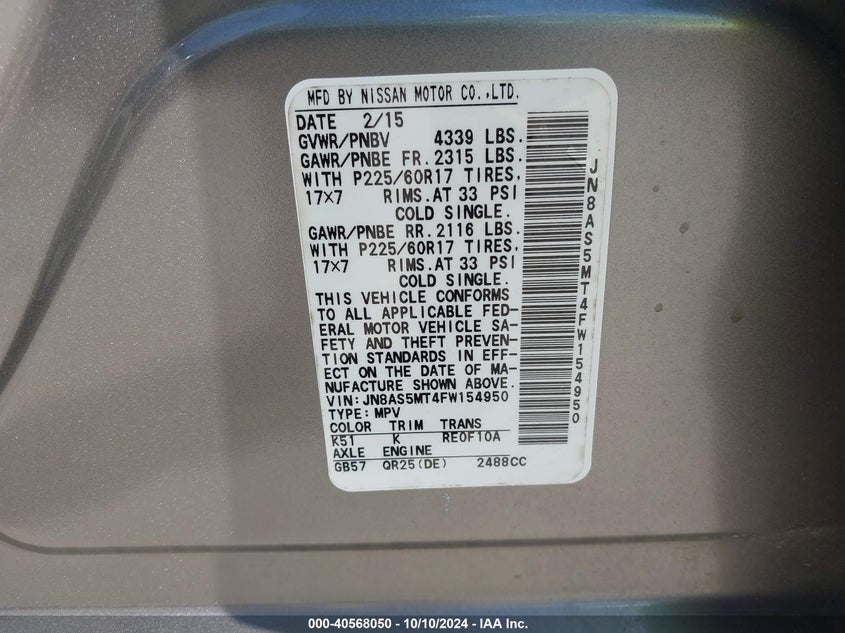 MFD BY NISSAN MOTOR CO.,LTD.
DATE 2/15
GVWR/PNBV 4339 LBS.
GAWR/PNBE FR. 2315 LBS.
WITH P225/60R17 TIRES,
17×7 RIMS.AT 33 PSI
COLD SINGLE.
GAWR/PNBE RR. 2116 LBS.
WITH P225/60R17 TIRES,
17×7 RIMS.AT 33 PSI
COLD SINGLE.
THIS VEHICLE CONFORMS
TO ALL APPLICABLE FED-
ERAL MOTOR VEHICLE SA-
FETY AND THEFT PREVEN-
TION STANDARDS IN EFF-
ECT ON THE DATE OF MA-
NUFACTURE SHOWN ABOVE.
VIN:JN8AS5MT4FW154950
TYPE:MPV
COLOR TRIM TRANS
K51 K RE0F10A
AXLE ENGINE
GB57 QR25(DE) 2488CC
JN8AS5MT4FW154950
000-40568050 - 10/10/2024 - IAA Inc.